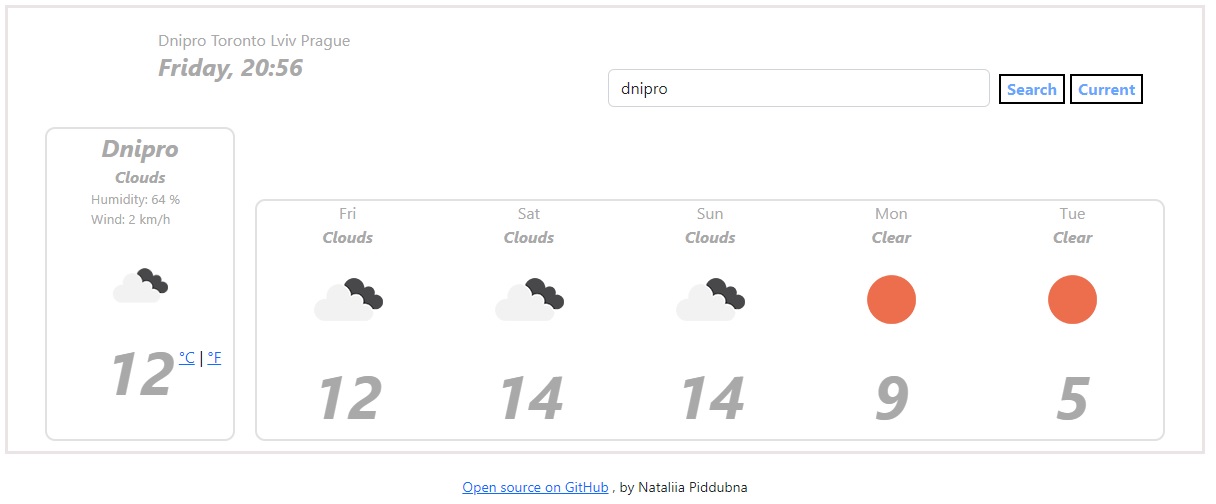 Dnipro Toronto Lviv Prague
Friday, 20:56
dnipro
Search Current
Dnipro
Clouds
Humidity: 64 %
Wind: 2 km/h
12 °C | °F
Fri Sat Sun Mon Tue
Clouds Clouds Clouds Clear Clear
12 14 14 9 5
Open source on GitHub , by Nataliia Piddubna